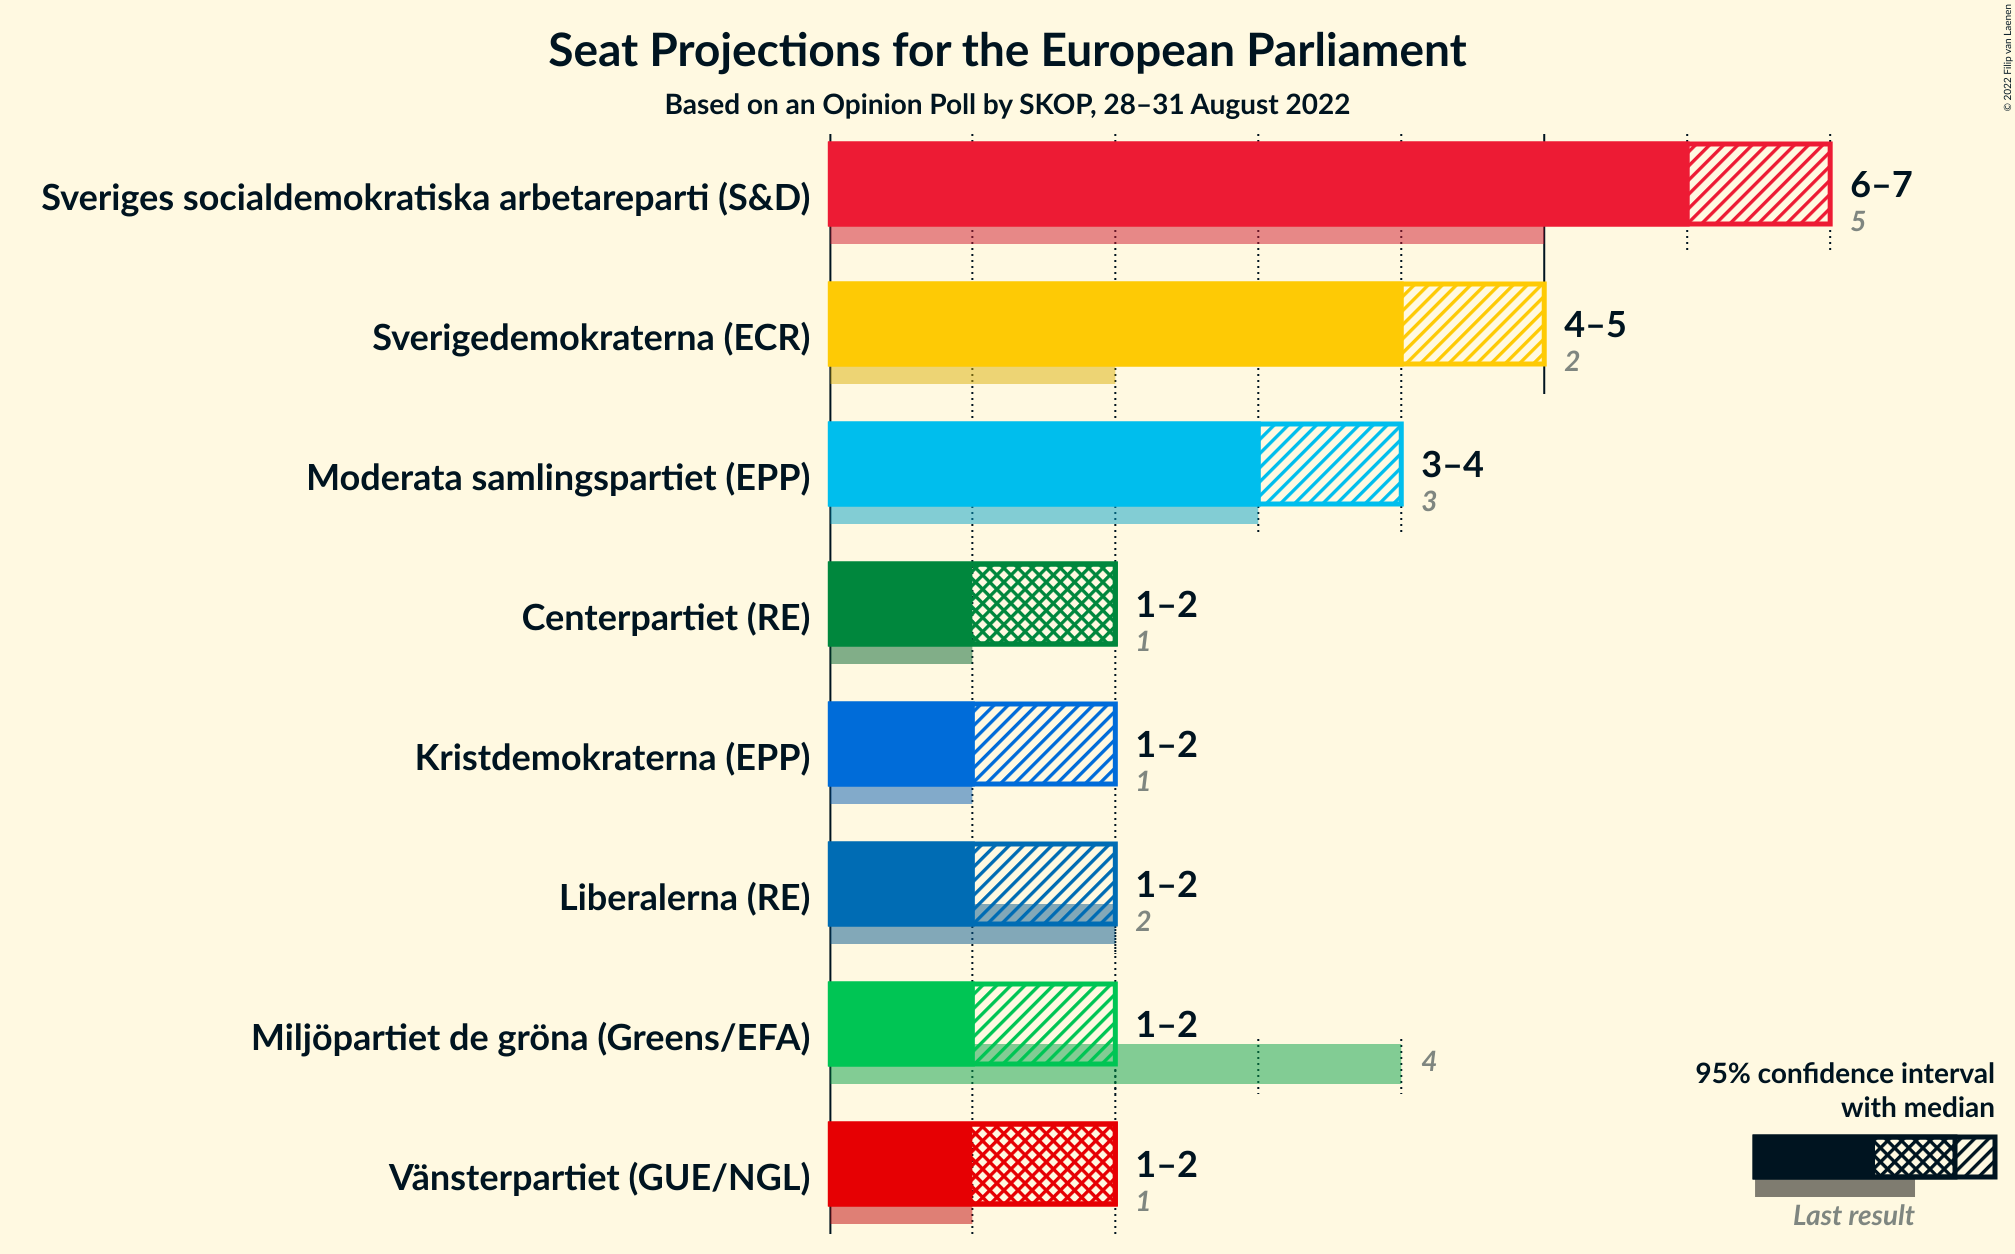 Seat Projections for the European Parliament
Based on an Opinion Poll by SKOP, 28–31 August 2022
© 2022 Filip van Laenen
Sveriges socialdemokratiska arbetareparti (S&D)
6–7
5
Sverigedemokraterna (ECR)
4–5
2
Moderata samlingspartiet (EPP)
3–4
3
Centerpartiet (RE)
1–2
1
Kristdemokraterna (EPP)
1–2
1
Liberalerna (RE)
1–2
2
Miljöpartiet de gröna (Greens/EFA)
1–2
4
Vänsterpartiet (GUE/NGL)
1–2
1
95% confidence interval
with median
Last result